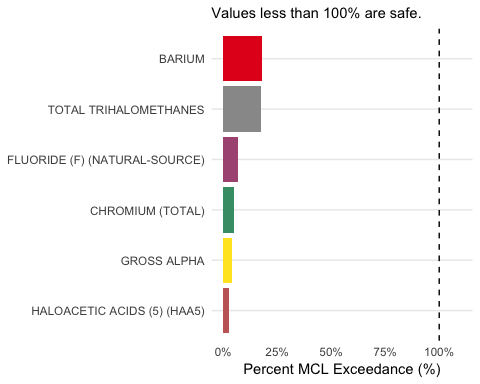 Values less than 100% are safe.
BARIUM
TOTAL TRIHALOMETHANES
FLUORIDE (F) (NATURAL-SOURCE)
CHROMIUM (TOTAL)
GROSS ALPHA
HALOACETIC ACIDS (5) (HAA5)
0% 25% 50% 75% 100%
Percent MCL Exceedance (%)